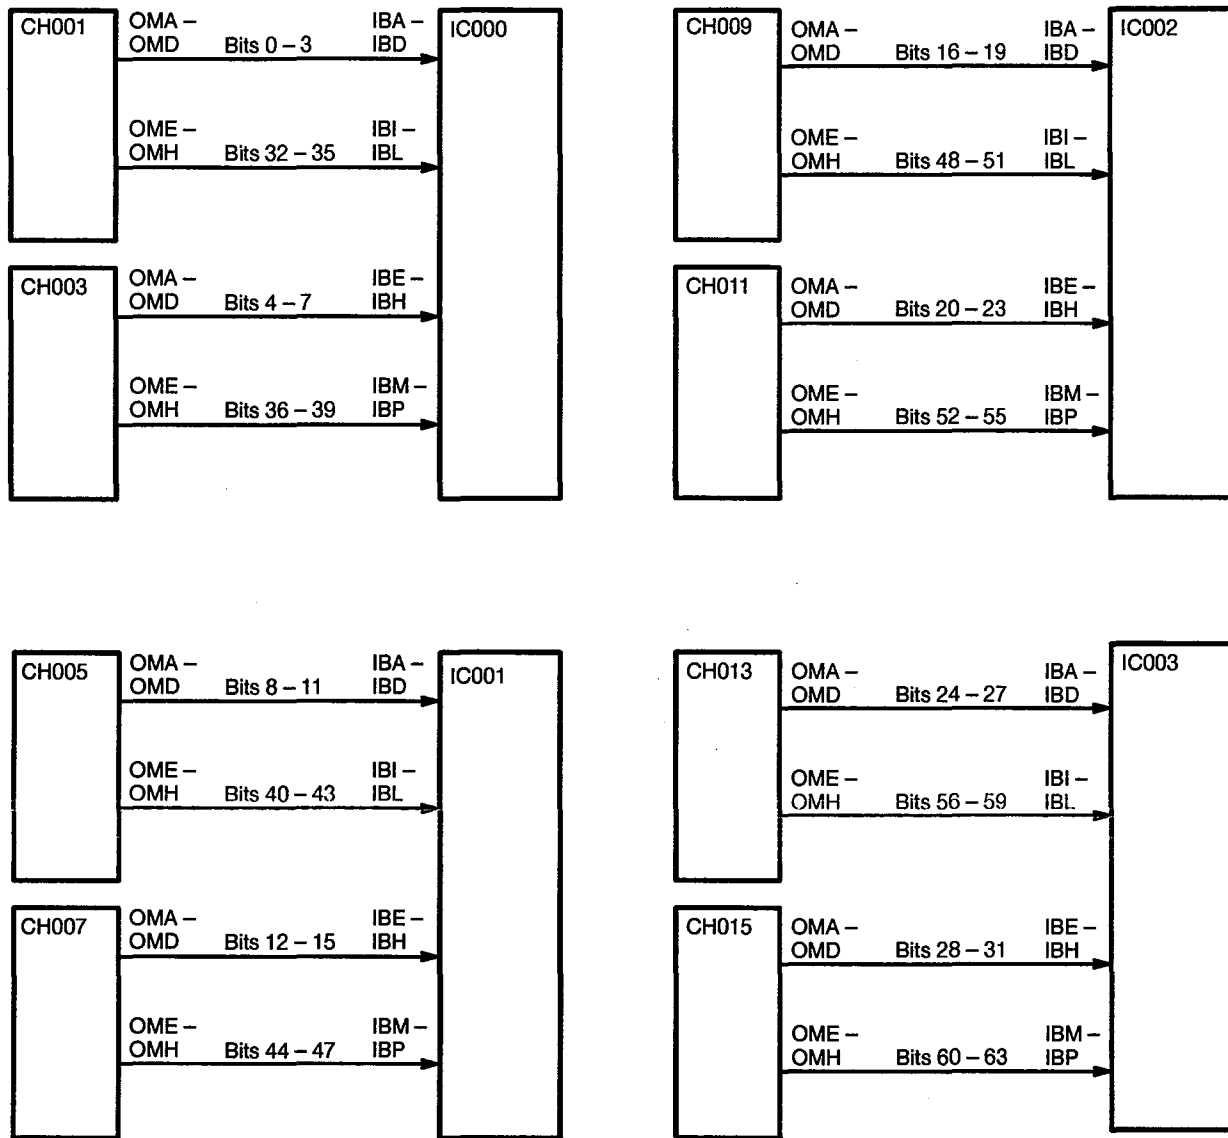 CH001
OMA – IBA –
OMD Bits 0 – 3 IBD
IC000
OME – IBI –
OMH Bits 32 – 35 IBL
CH003
OMA – IBE –
OMD Bits 4 – 7 IBH
OME – IBM –
OMH Bits 36 – 39 IBP
CH009
OMA – IBA –
OMD Bits 16 – 19 IBD
IC002
OME – IBI –
OMH Bits 48 – 51 IBL
CH011
OMA – IBE –
OMD Bits 20 – 23 IBH
OME – IBM –
OMH Bits 52 – 55 IBP
CH005
OMA – IBA –
OMD Bits 8 – 11 IBD
IC001
OME – IBI –
OMH Bits 40 – 43 IBL
CH007
OMA – IBE –
OMD Bits 12 – 15 IBH
OME – IBM –
OMH Bits 44 – 47 IBP
CH013
OMA – IBA –
OMD Bits 24 – 27 IBD
IC003
OME – IBI –
OMH Bits 56 – 59 IBL
CH015
OMA – IBE –
OMD Bits 28 – 31 IBH
OME – IBM –
OMH Bits 60 – 63 IBP